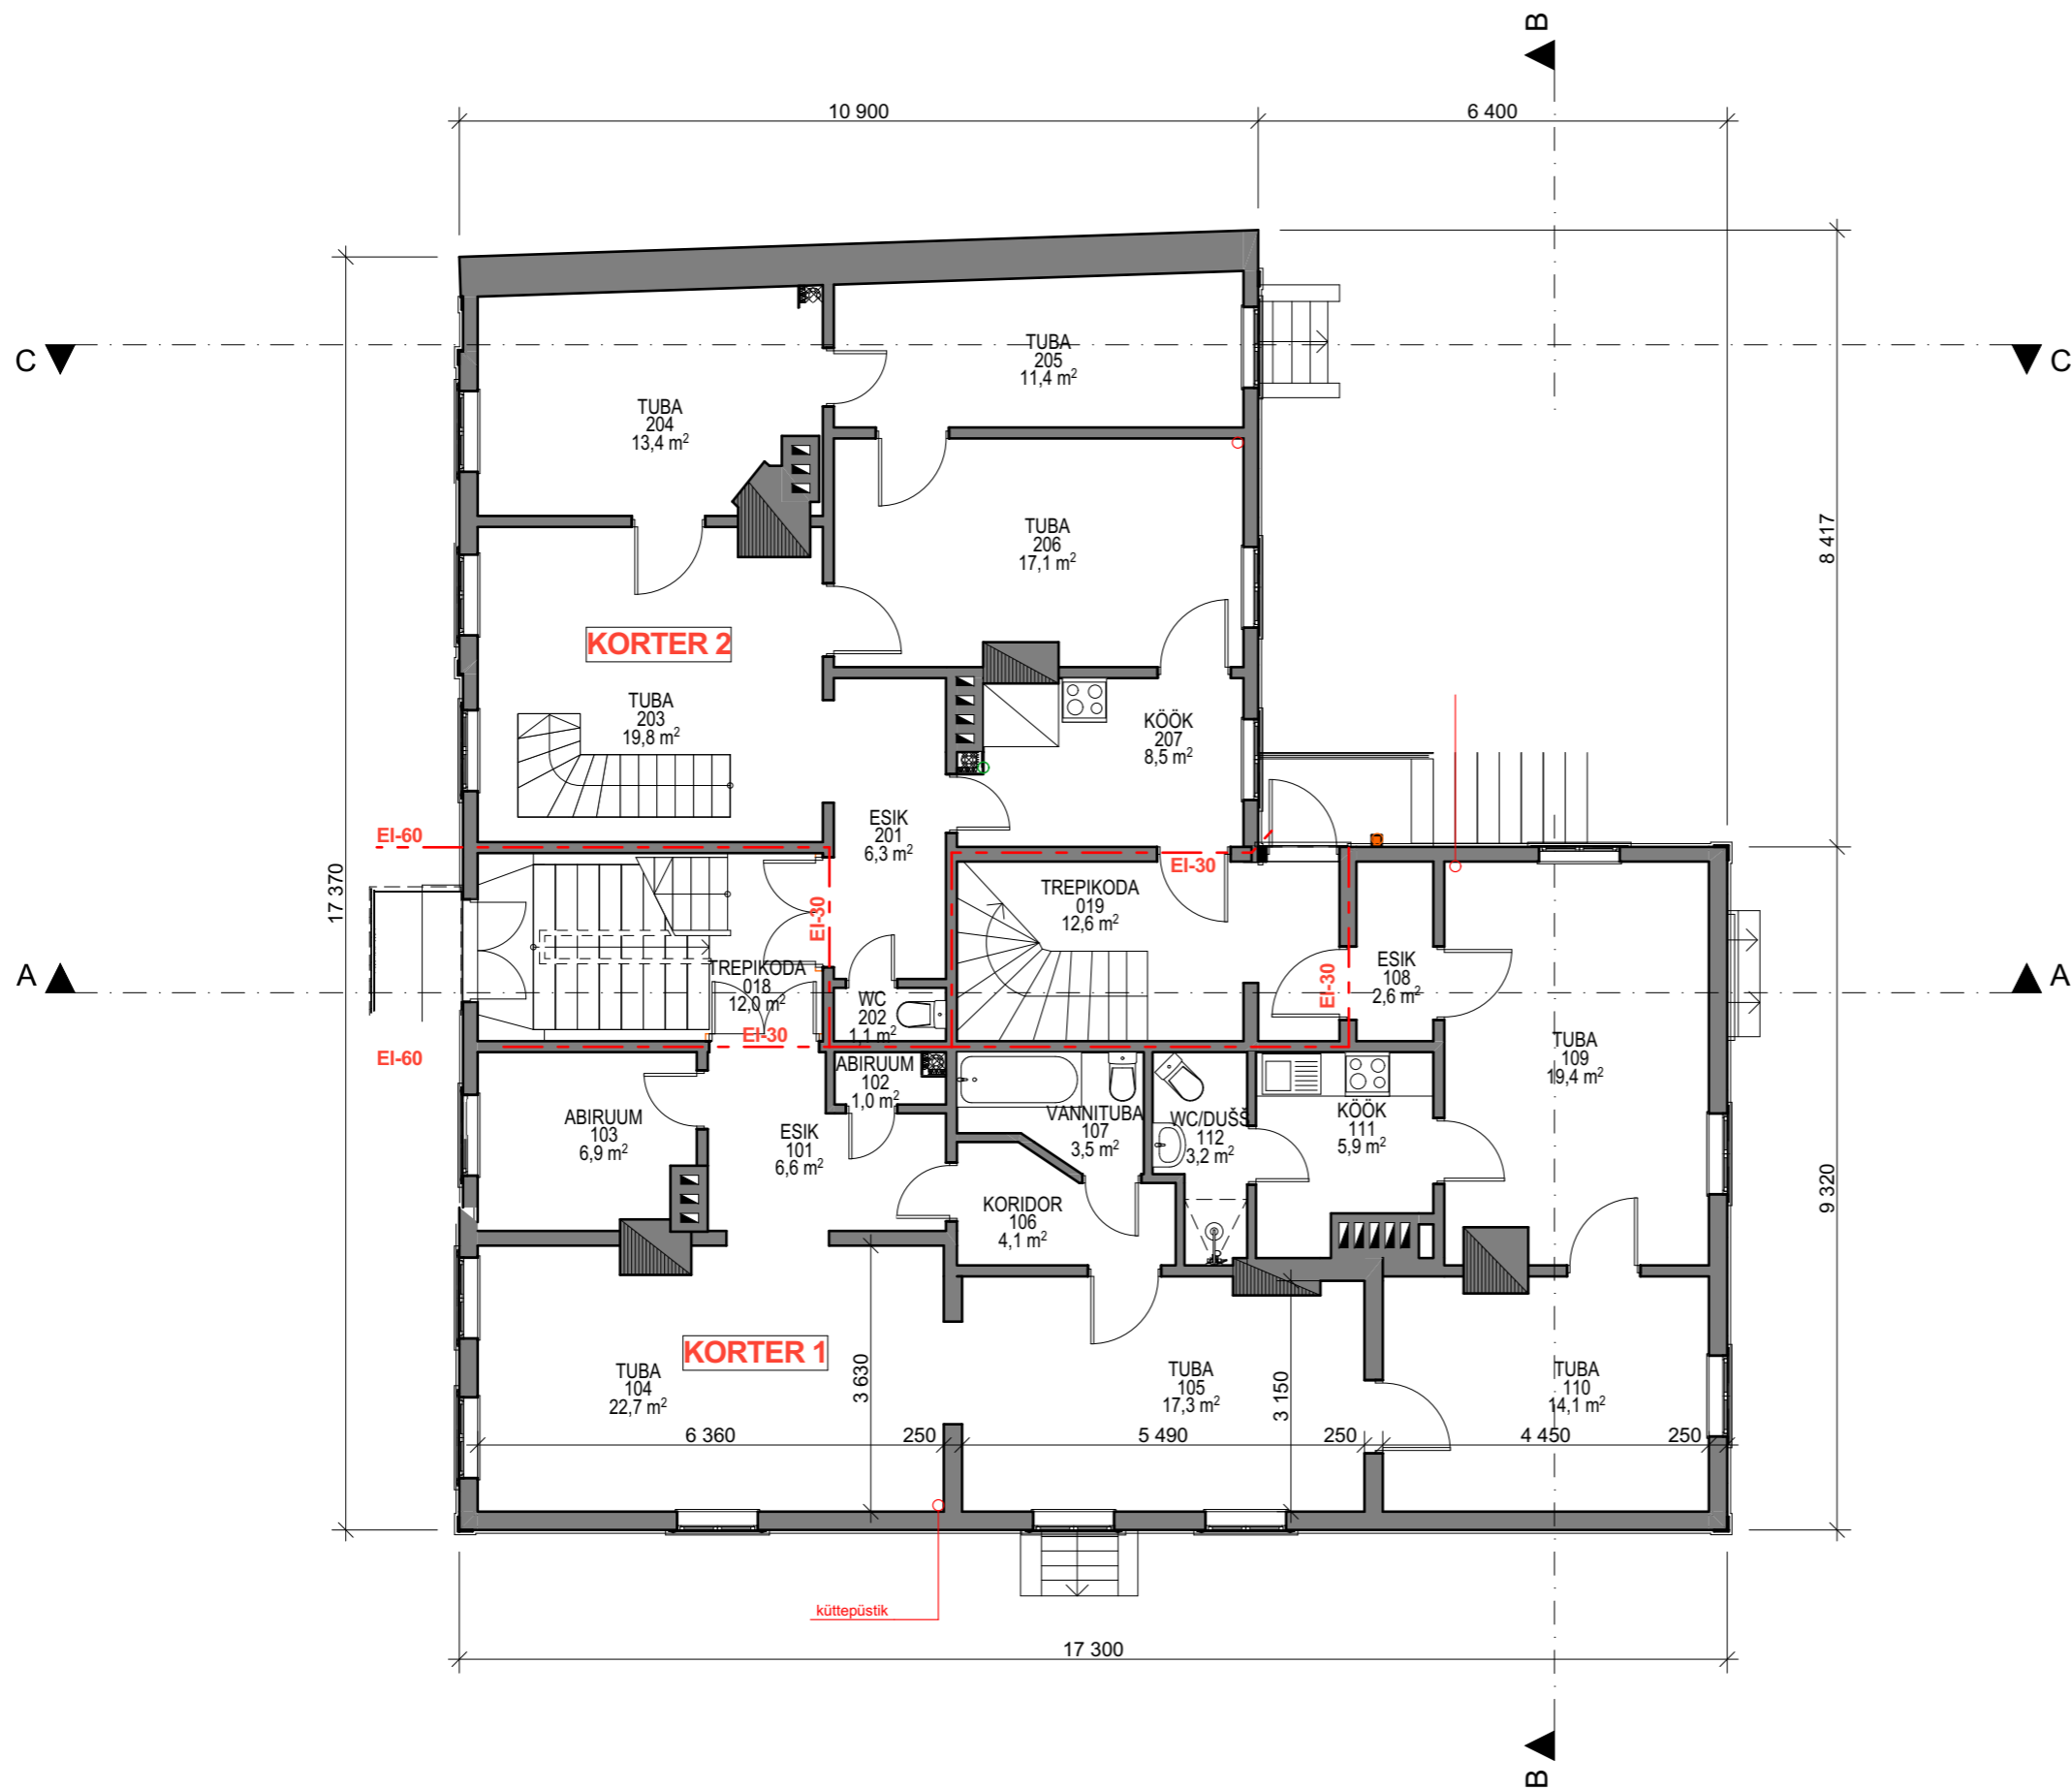 B
10 900
6 400
C
C
TUBA
205
11,4 m²
TUBA
204
13,4 m²
TUBA
206
17,1 m²
8 417
KORTER 2
TUBA
203
19,8 m²
KÖÖK
207
8,5 m²
ESIK
201
6,3 m²
EI-60
EI-30
EI-30
17 370
TREPIKODA
019
12,6 m²
A
A
TREPIKODA
018
12,0 m²
ESIK
108
2,6 m²
EI-30
WC
202
1,1 m²
EI-30
EI-60
TUBA
109
19,4 m²
ABIRUUM
102
1,0 m²
ABIRUUM
103
6,9 m²
ESIK
101
6,6 m²
VANNITUBA
107
3,5 m²
WC/DUŠŠ
112
3,2 m²
KÖÖK
111
5,9 m²
KORIDOR
106
4,1 m²
9 320
KORTER 1
TUBA
104
22,7 m²
3 630
TUBA
105
17,3 m²
3 150
TUBA
110
14,1 m²
6 360
250
5 490
250
4 450
250
küttepüstik
17 300
B